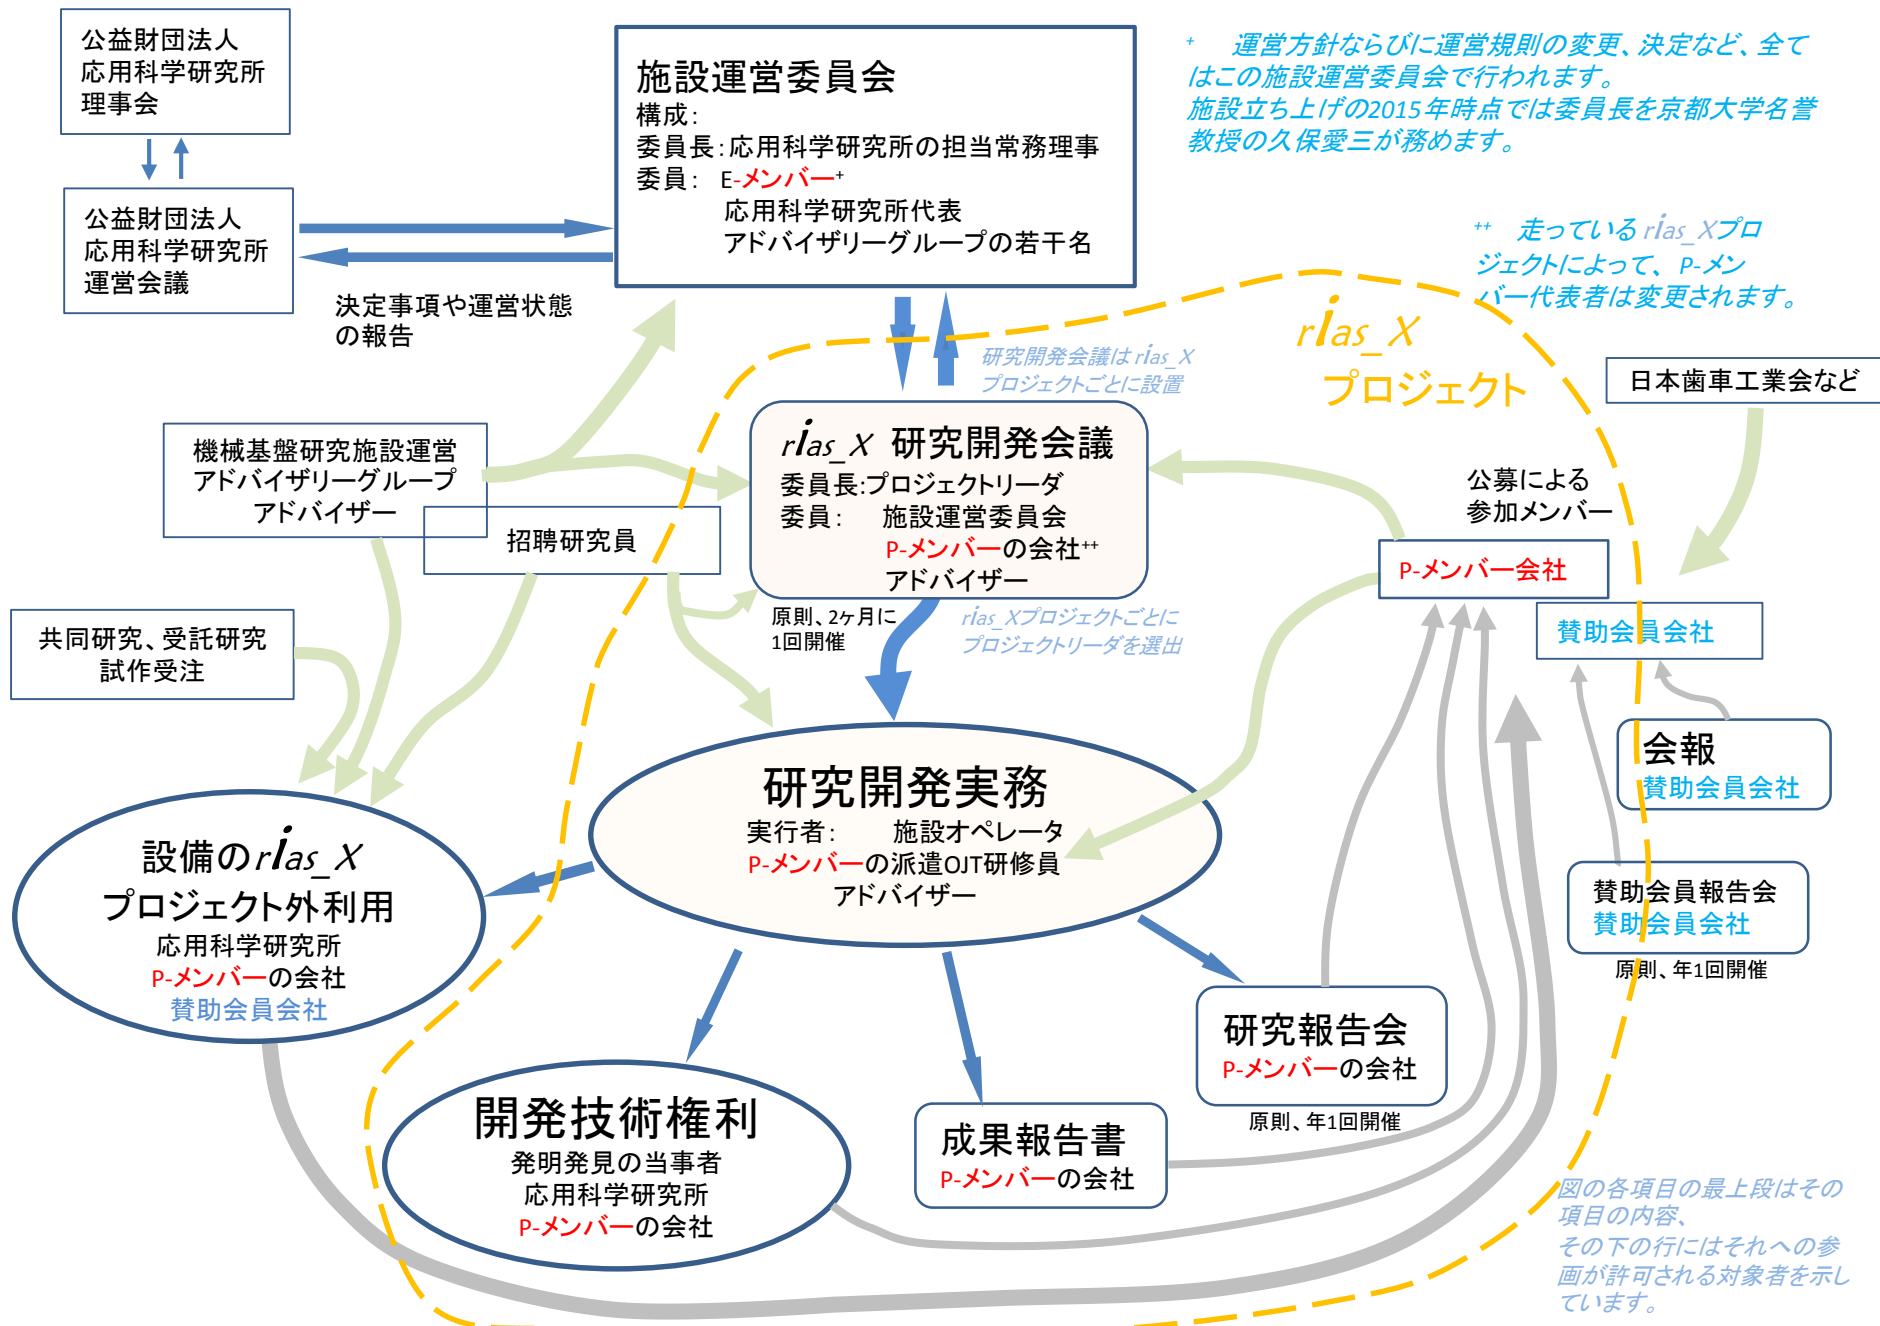 公益財団法人
応用科学研究所
理事会
公益財団法人
応用科学研究所
運営会議
施設運営委員会
構成：
委員長：応用科学研究所の担当常務理事
委員： E-メンバー+
応用科学研究所代表
アドバイザリーグループの若干名
+ 運営方針ならびに運営規則の変更、決定など、全て
はこの施設運営委員会で行われます。
施設立ち上げの2015年時点では委員長を京都大学名誉
教授の久保愛三が務めます。
++ 走っている rias_Xプロ
ジェクトによって、P-メン
バー代表者は変更されます。
決定事項や運営状態
の報告
研究開発会議は rias_X
プロジェクトごとに設置
rias_X
プロジェクト
日本歯車工業会など
機械基盤研究施設運営
アドバイザリーグループ
アドバイザー
招聘研究員
rias_X 研究開発会議
委員長:プロジェクトリーダ
委員： 施設運営委員会
P-メンバーの会社++
アドバイザー
原則、2ヶ月に
1回開催
rias_Xプロジェクトごとに
プロジェクトリーダを選出
公募による
参加メンバー
P-メンバー会社
賛助会員会社
共同研究、受託研究
試作受注
会報
賛助会員会社
研究開発実務
実行者： 施設オペレータ
P-メンバーの派遣OJT研修員
アドバイザー
設備のrias_X
プロジェクト外利用
応用科学研究所
P-メンバーの会社
賛助会員会社
賛助会員報告会
賛助会員会社
原則、年1回開催
研究報告会
P-メンバーの会社
原則、年1回開催
開発技術権利
発明発見の当事者
応用科学研究所
P-メンバーの会社
成果報告書
P-メンバーの会社
図の各項目の最上段はその
項目の内容、
その下の行にはそれへの参
画が許可される対象者を示し
ています。